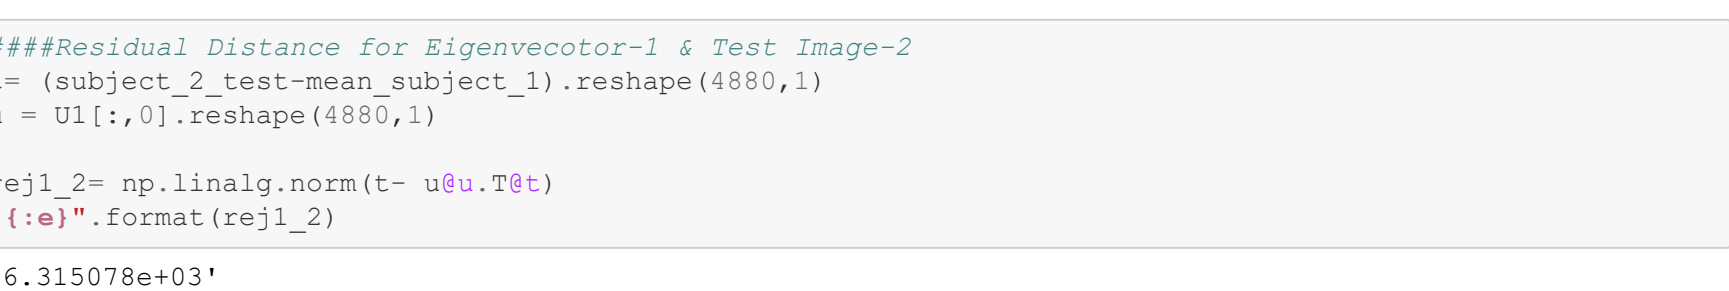 ####Residual Distance for Eigenvecotor-1 & Test Image-2
= (subject_2_test-mean_subject_1).reshape(4880,1)
= U1[:,0].reshape(4880,1)
rej1_2= np.linalg.norm(t- u@u.T@t)
{:e}".format(rej1_2)
6.315078e+03'